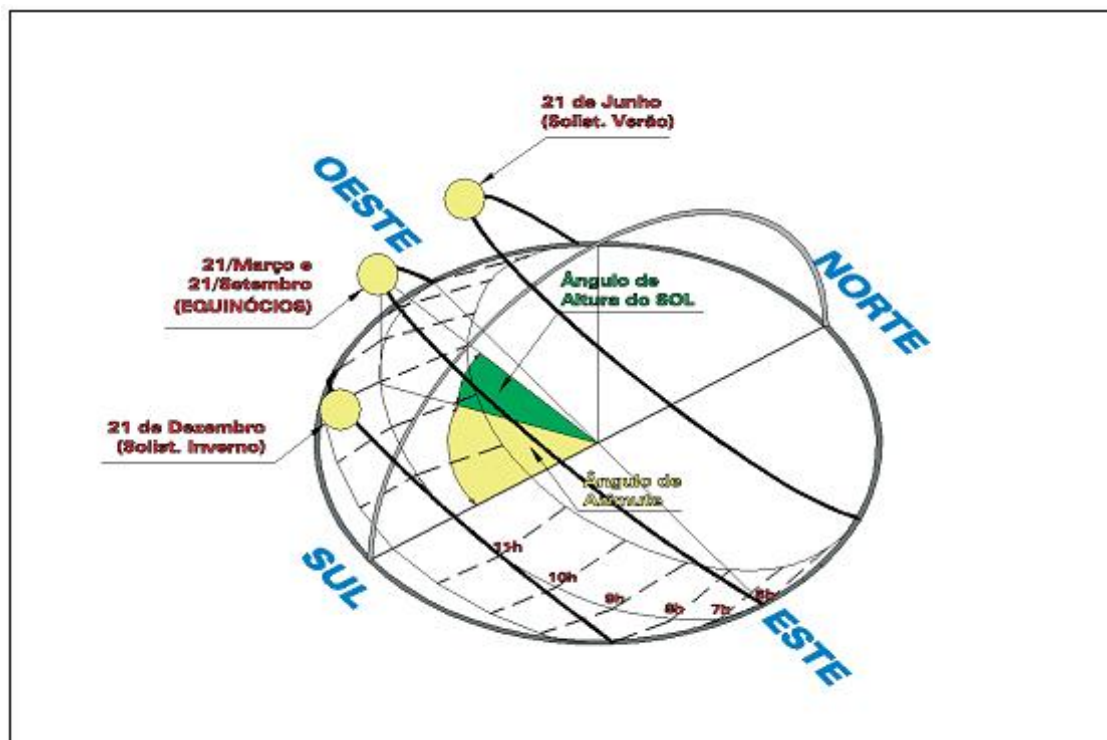 21 de Junho
(Solist. Verão)
OESTE
21/Março e
21/Setembro
(EQUINÓCIOS)
Ângulo de
Altura do SOL
NORTE
21 de Dezembro
(Solist. Inverno)
Ângulo de
Azimute
SUL
11h
10h
9h
8h
7h
6h
ESTE